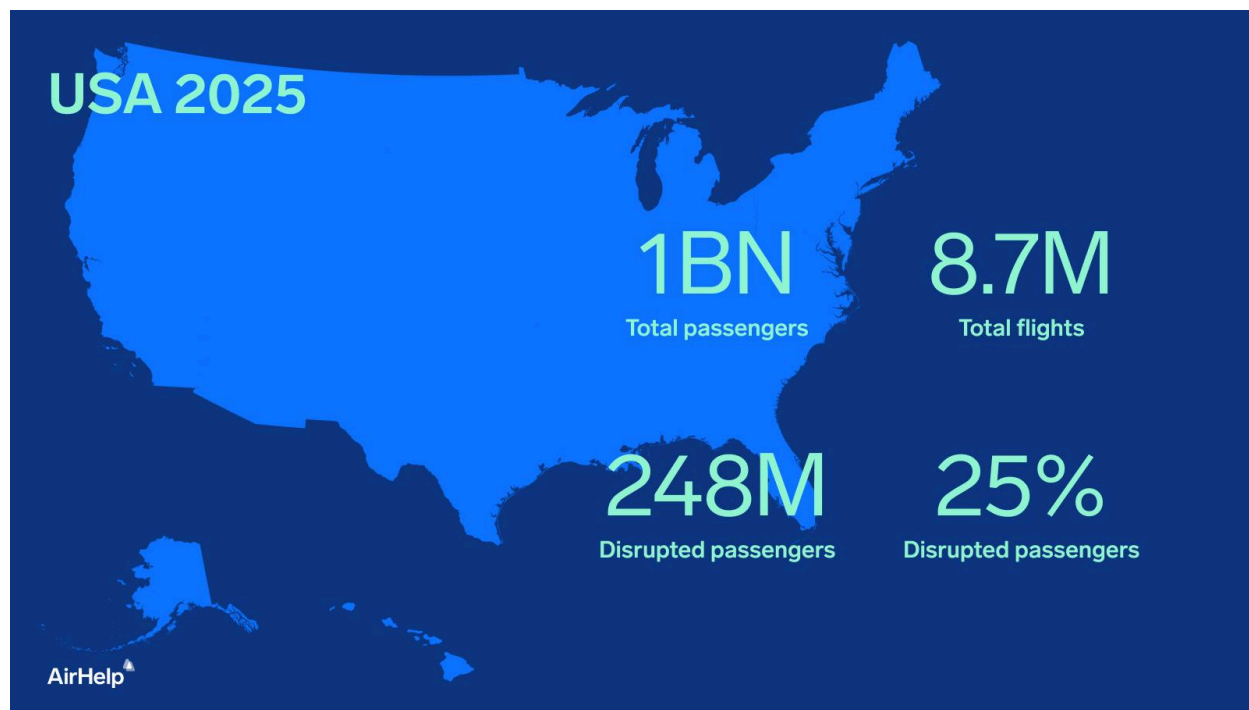 USA 2025
1BN
Total passengers
8.7M
Total flights
248M
Disrupted passengers
25%
Disrupted passengers
AirHelp